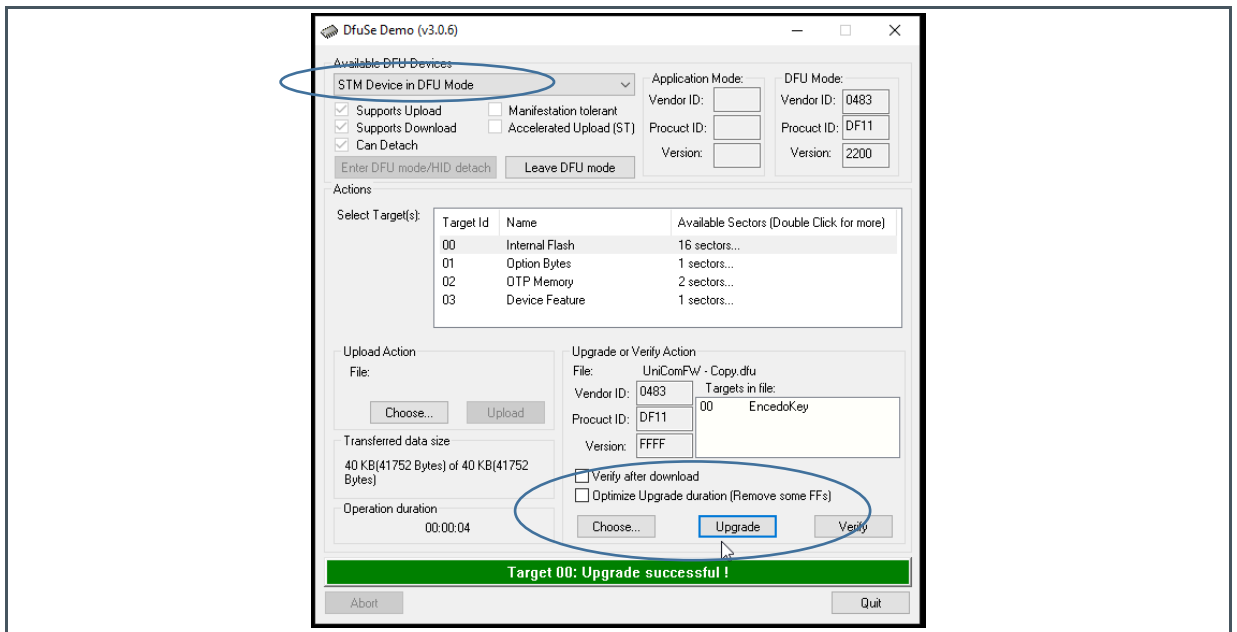 DfuSe Demo (v3.0.6)
Available DFU Devices
STM Device in DFU Mode
Supports Upload
Manifestation tolerant
Supports Download
Accelerated Upload (ST)
Can Detach
Enter DFU mode/HID detach
Leave DFU mode
Application Mode:
Vendor ID:
Procuct ID:
Version:
DFU Mode:
Vendor ID: 0483
Procuct ID: DF11
Version: 2200
Actions
Select Target(s):
Target Id Name Available Sectors (Double Click for more)
00 Internal Flash 16 sectors...
01 Option Bytes 1 sectors...
02 OTP Memory 2 sectors...
03 Device Feature 1 sectors...
Upload Action
File:
Choose... Upload
Transferred data size
40 KB(41752 Bytes) of 40 KB(41752
Bytes)
Operation duration
00:00:04
Upgrade or Verify Action
File: UniComFW - Copy.dfu
Vendor ID: 0483
Procuct ID: DF11
Version: FFFF
Targets in file:
00 EncedoKey
Verify after download
Optimize Upgrade duration (Remove some FFs)
Choose... Upgrade Verify
Target 00: Upgrade successful !
Abort Quit